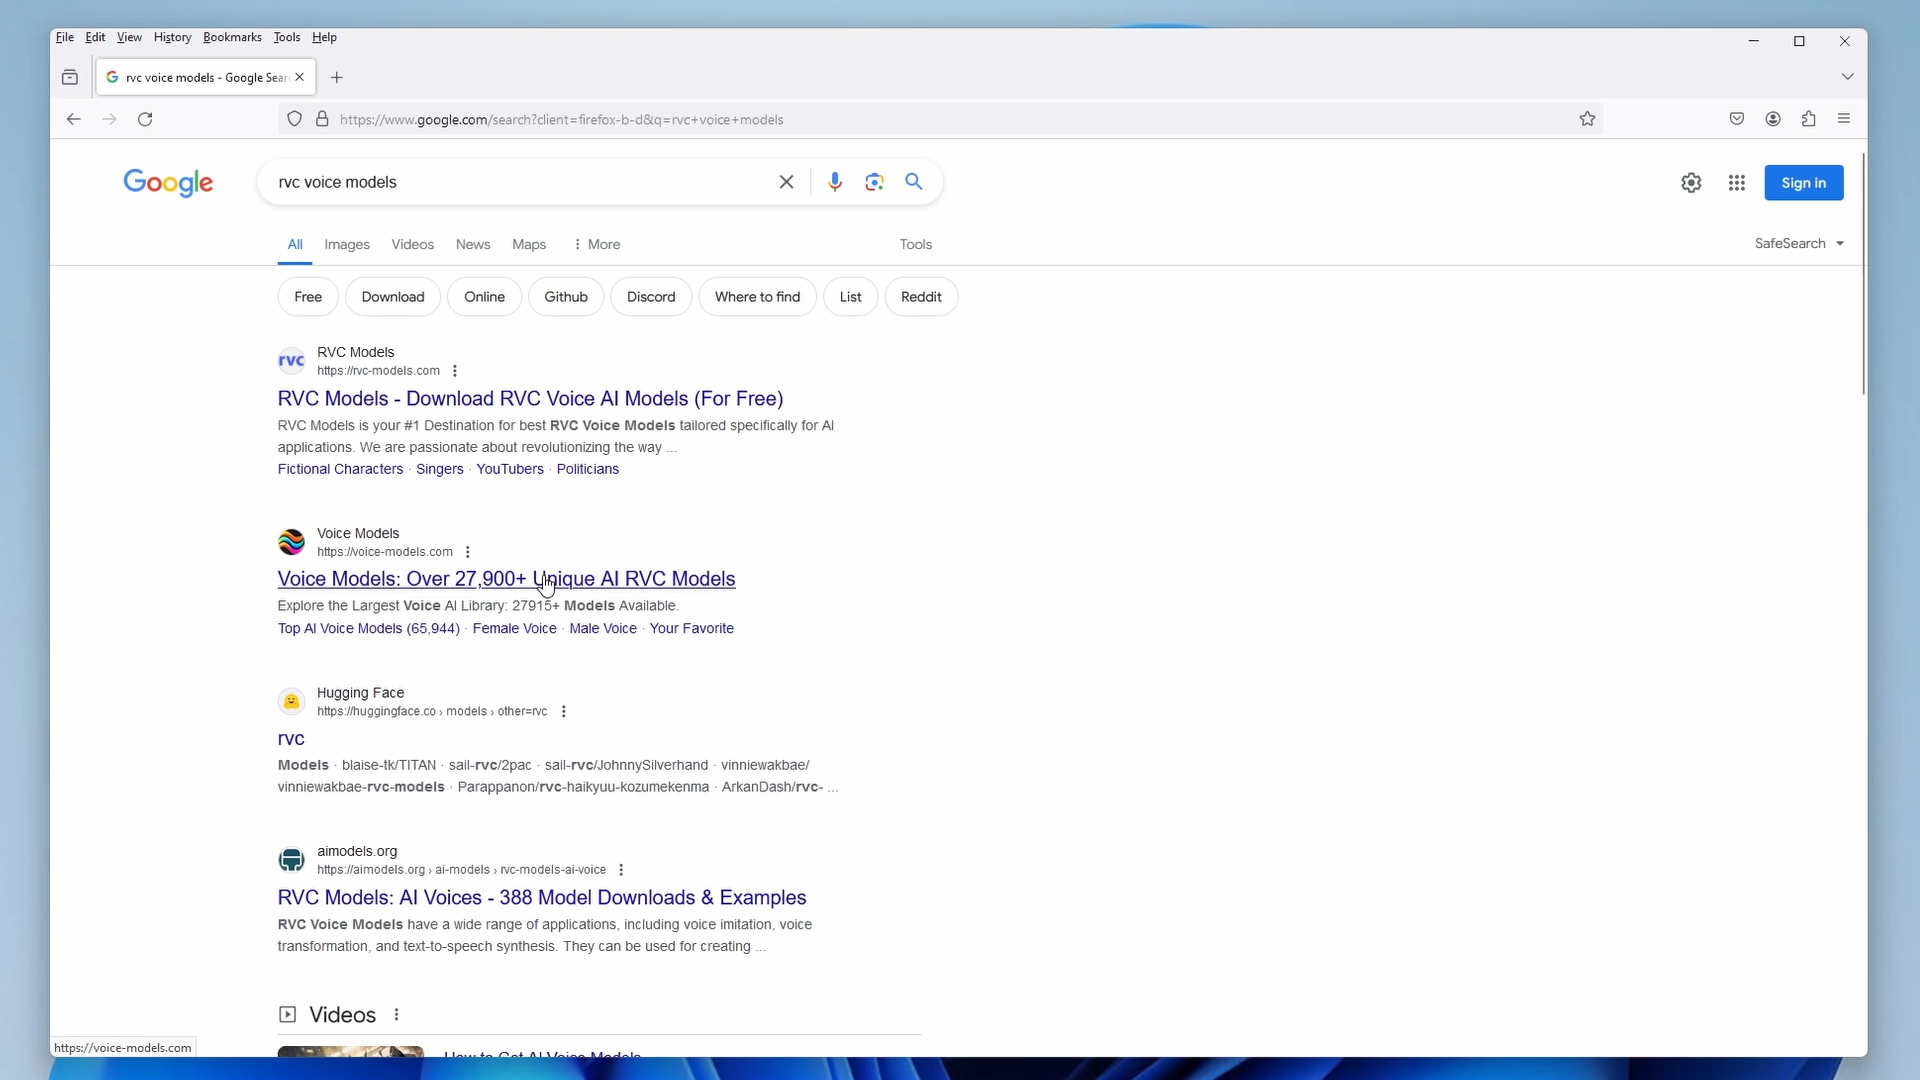 File Edit View History Bookmarks Tools Help
rvc voice models - Google Sear
https://www.google.com/search?client=firefox-b-d&q=rvc+voice+models
Google
rvc voice models
Sign in
All Images Videos News Maps More Tools
SafeSearch
Free Download Online Github Discord Where to find List Reddit
rvc
RVC Models
https://rvc-models.com
RVC Models - Download RVC Voice AI Models (For Free)
RVC Models is your #1 Destination for best RVC Voice Models tailored specifically for AI
applications. We are passionate about revolutionizing the way ...
Fictional Characters · Singers · YouTubers · Politicians
Voice Models
https://voice-models.com
Voice Models: Over 27,900+ Unique AI RVC Models
Explore the Largest Voice AI Library: 27915+ Models Available.
Top AI Voice Models (65,944) · Female Voice · Male Voice · Your Favorite
Hugging Face
https://huggingface.co › models › other=rvc
rvc
Models · blaise-tk/TITAN · sail-rvc/2pac · sail-rvc/JohnnySilverhand · vinniewakbae/
vinniewakbae-rvc-models · Parappanon/rvc-haikyuu-kozumekenma · ArkanDash/rvc- ...
aimodels.org
https://aimodels.org › ai-models › rvc-models-ai-voice
RVC Models: AI Voices - 388 Model Downloads & Examples
RVC Voice Models have a wide range of applications, including voice imitation, voice
transformation, and text-to-speech synthesis. They can be used for creating ...
Videos
How to Get AI Voice Models
https://voice-models.com